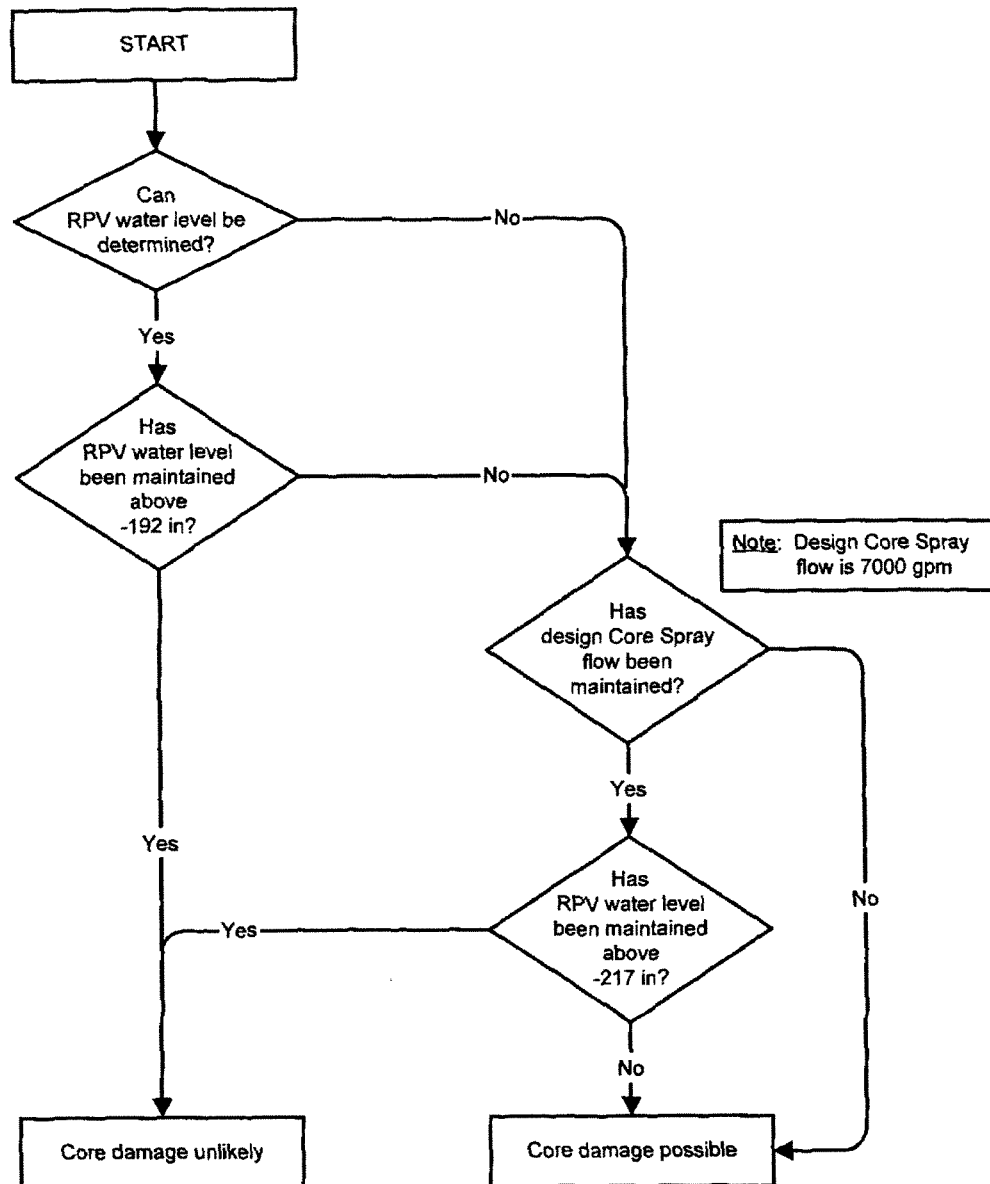 START
Can
RPV water level be
determined?
No
Yes
Has
RPV water level
been maintained
above
-192 in?
No
Note: Design Core Spray
flow is 7000 gpm
Has
design Core Spray
flow been
maintained?
Yes
Yes
No
Has
RPV water level
been maintained
above
-217 in?
Yes
No
Core damage unlikely
Core damage possible